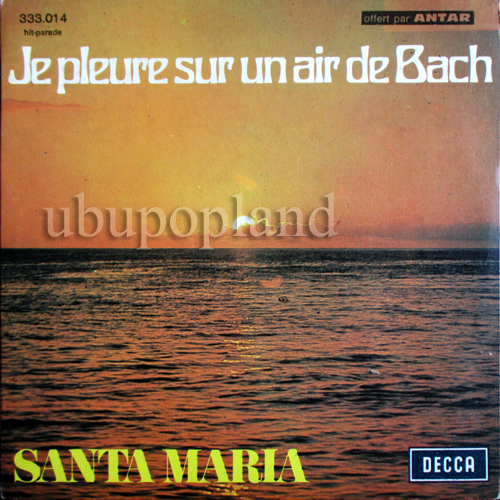 333.014
hit-parade
offert par ANTAR
Je pleure sur un air de Bach
ubupopland
SANTA MARIA
DECCA